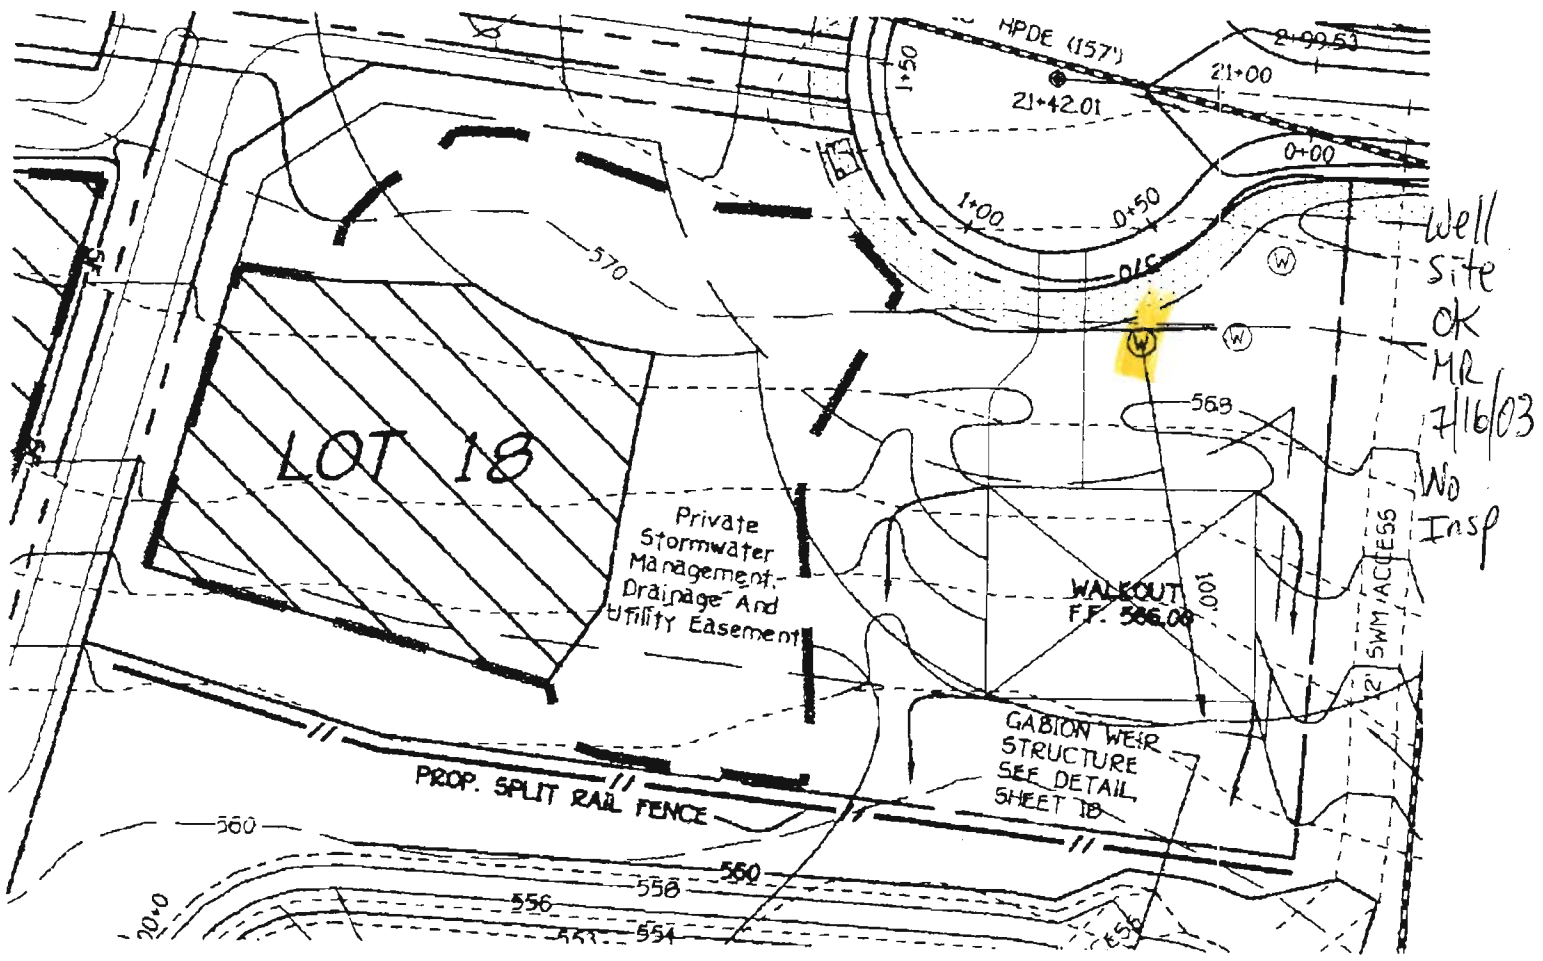 HPDE (157')
2+99.53
21+00
21+42.01
1+50
0+00
0+50
1+00
D/S
W
W
W
Well
site
OK
MR
7/16/03
No
Insp
570
568
LOT 18
Private
Stormwater
Management,
Drainage And
Utility Easement
WALKOUT
F.F. 566.00
100'
12' SWM ACCESS
GABION WEIR
STRUCTURE
SEE DETAIL,
SHEET 18
PROP. SPLIT RAIL FENCE
560
560
558
556
554